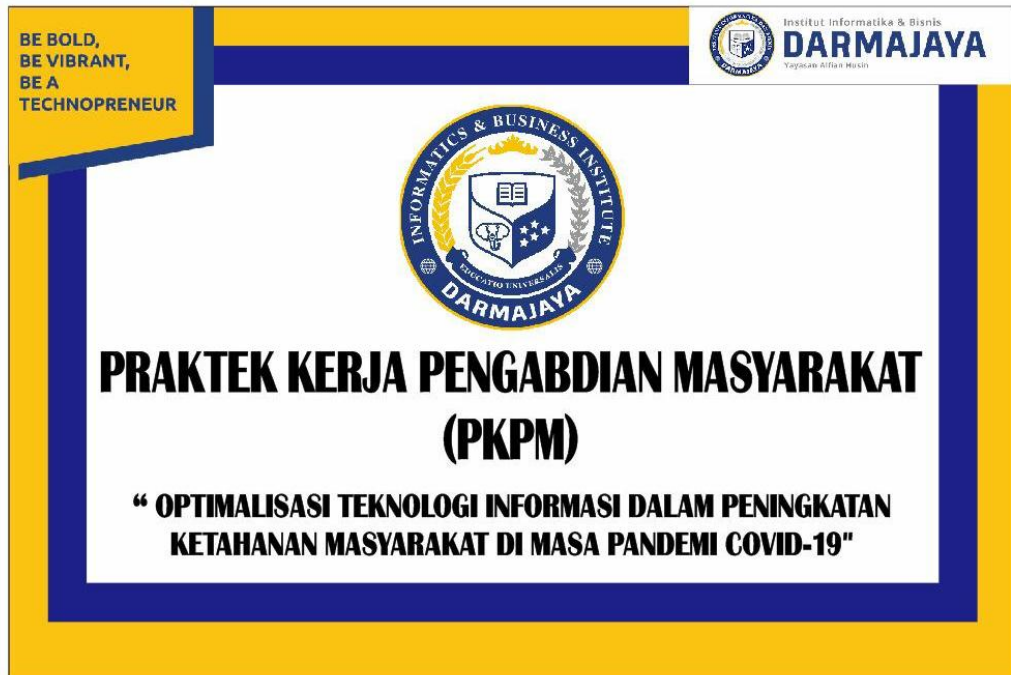 BE BOLD,
BE VIBRANT,
BE A
TECHNOPRENEUR
Institut Informatika & Bisnis
DARMAJAYA
Yayasan Alfian Husin
INFORMATICS & BUSINESS INSTITUTE
EDUCATIO UNIVERSALIS
DARMAJAYA
PRAKTEK KERJA PENGABDIAN MASYARAKAT
(PKPM)
“ OPTIMALISASI TEKNOLOGI INFORMASI DALAM PENINGKATAN
KETAHANAN MASYARAKAT DI MASA PANDEMI COVID-19"